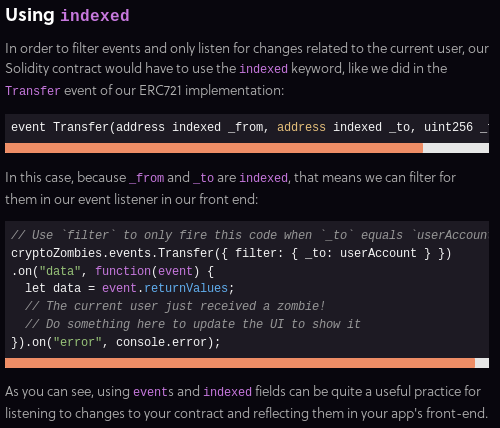 Using indexed
In order to filter events and only listen for changes related to the current user, our
Solidity contract would have to use the indexed keyword, like we did in the
Transfer event of our ERC721 implementation:
event Transfer(address indexed _from, address indexed _to, uint256 _
In this case, because _from and _to are indexed, that means we can filter for
them in our event listener in our front end:
// Use `filter` to only fire this code when `_to` equals `userAccount
cryptoZombies.events.Transfer({ filter: { _to: userAccount } })
.on("data", function(event) {
let data = event.returnValues;
// The current user just received a zombie!
// Do something here to update the UI to show it
}).on("error", console.error);
As you can see, using events and indexed fields can be quite a useful practice for
listening to changes to your contract and reflecting them in your app's front-end.